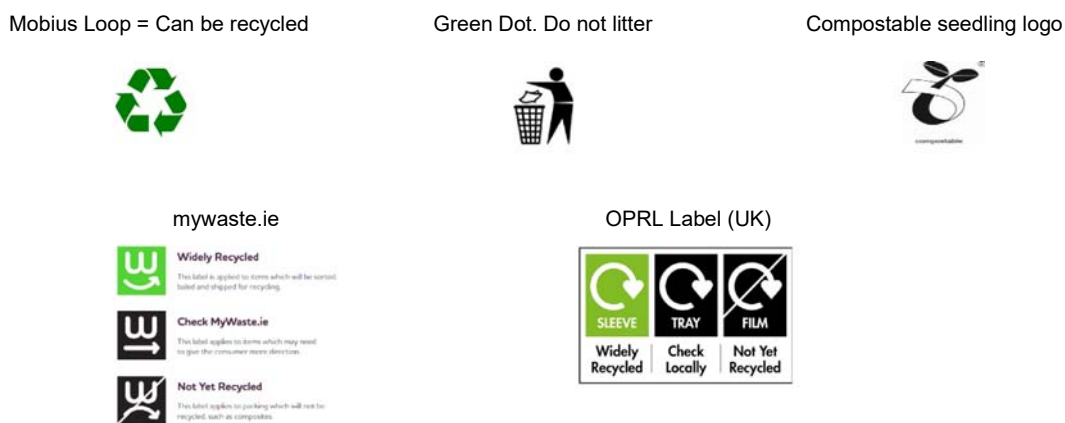 Mobius Loop = Can be recycled
Green Dot. Do not litter
Compostable seedling logo
compostable
mywaste.ie
OPRL Label (UK)
Widely Recycled
This label is applied to items which will be sorted,
baled and shipped for recycling.
Check MyWaste.ie
This label applies to items which may need
to give the consumer more direction.
Not Yet Recycled
This label applies to packing which will not be
recycled, such as composites.
SLEEVE
TRAY
FILM
Widely
Recycled
Check
Locally
Not Yet
Recycled